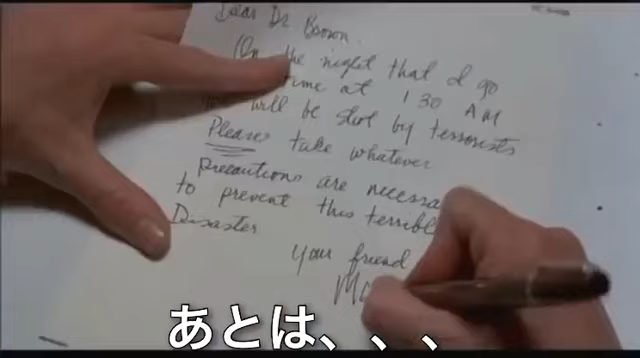 Dear Dr. Brown.
On the night that I go
time at 1 30 AM
will be shot by terrorists
Please take whatever
precautions are necessa
to prevent this terribl
Disaster
your friend
あとは、、、